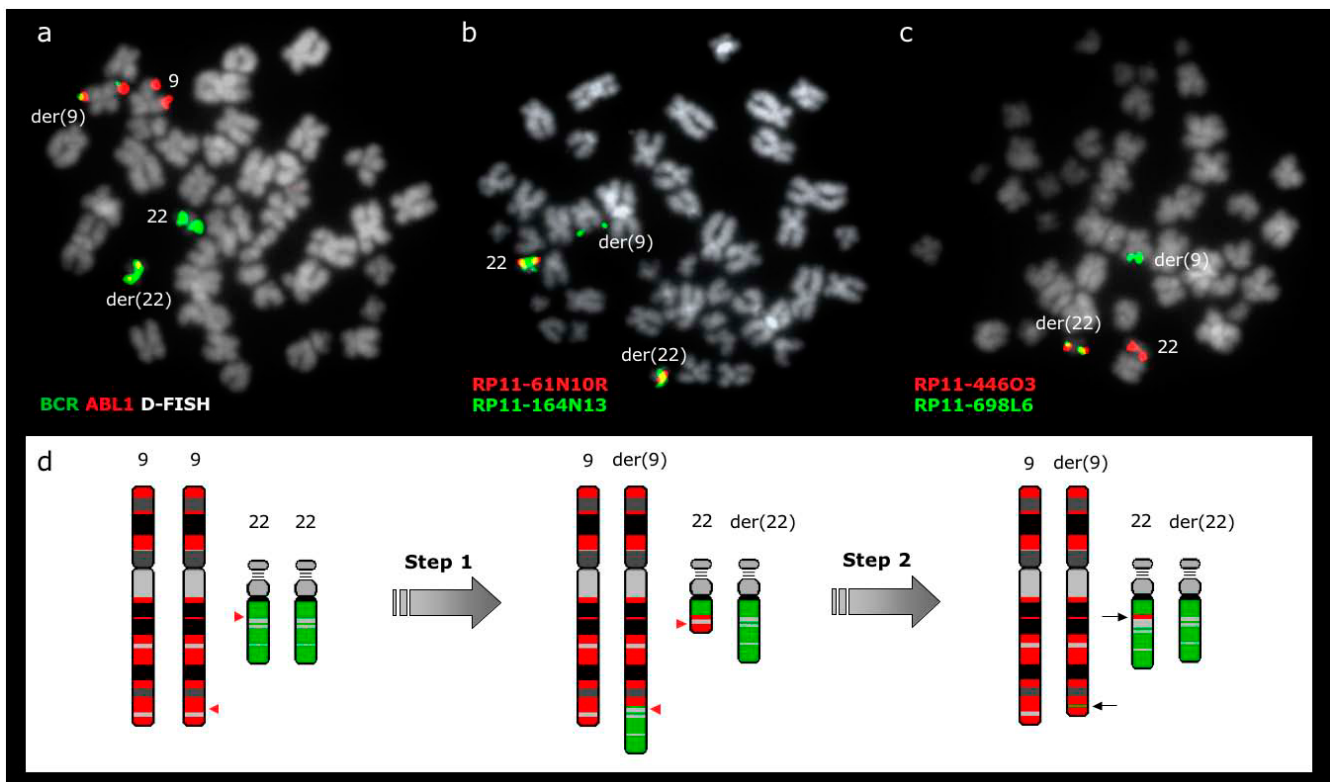 a
9
der(9)
22
der(22)
BCR ABL1 D-FISH
b
der(9)
22
der(22)
RP11-61N10R
RP11-164N13
c
der(9)
der(22)
22
RP11-446O3
RP11-698L6
d
9 9
22 22
Step 1
9 der(9)
22 der(22)
Step 2
9 der(9)
22 der(22)